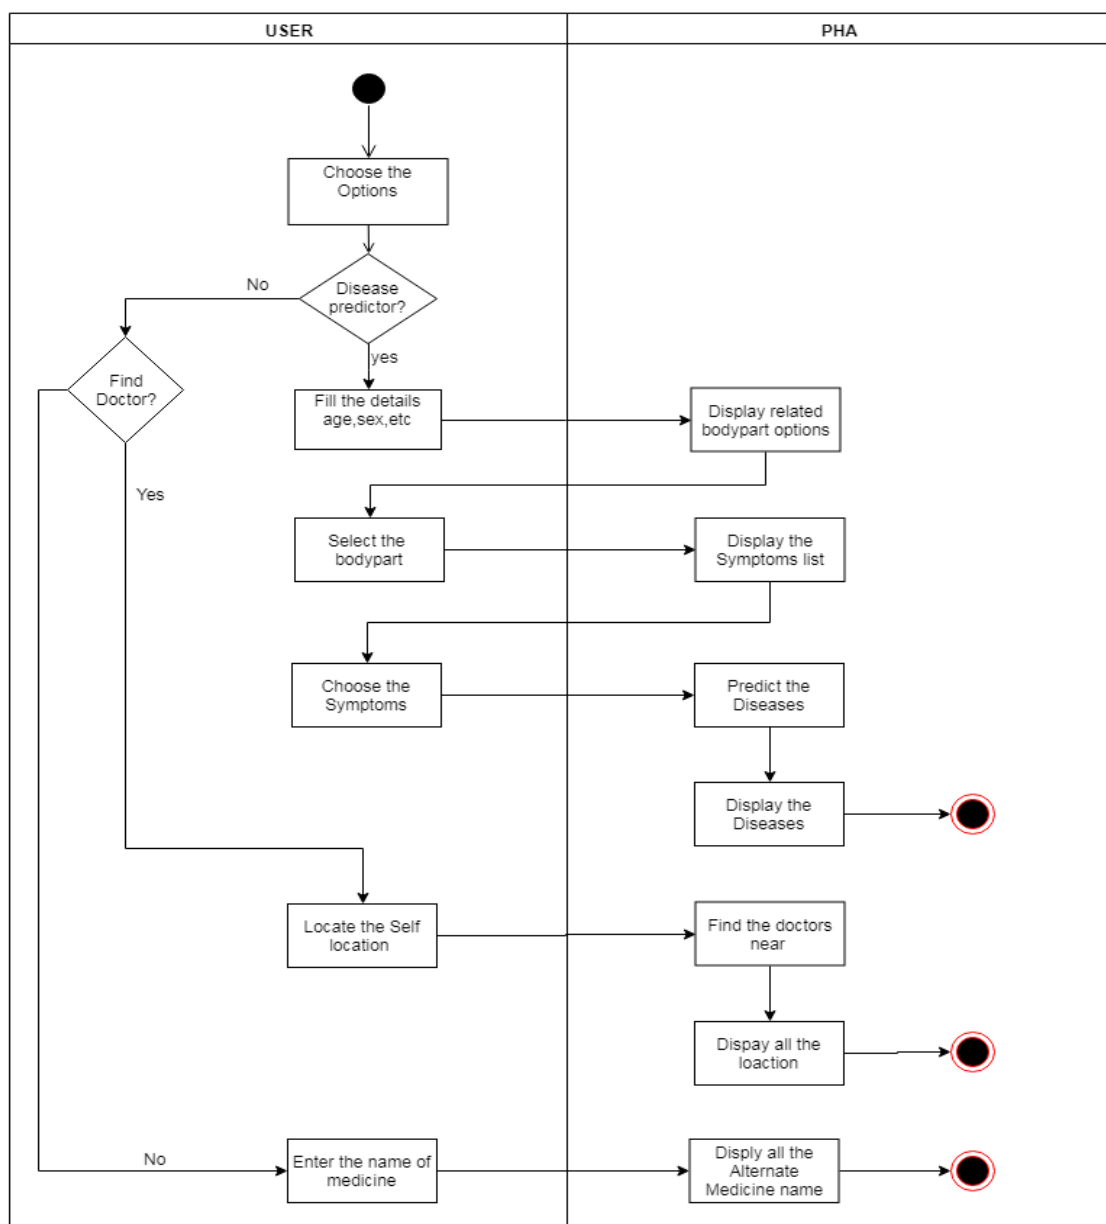 USER
PHA
Choose the
Options
No
Disease
predictor?
yes
Find
Doctor?
Fill the details
age,sex,etc
Display related
bodypart options
Yes
Select the
bodypart
Display the
Symptoms list
Choose the
Symptoms
Predict the
Diseases
Display the
Diseases
Locate the Self
location
Find the doctors
near
Dispay all the
loaction
No
Enter the name of
medicine
Disply all the
Alternate
Medicine name